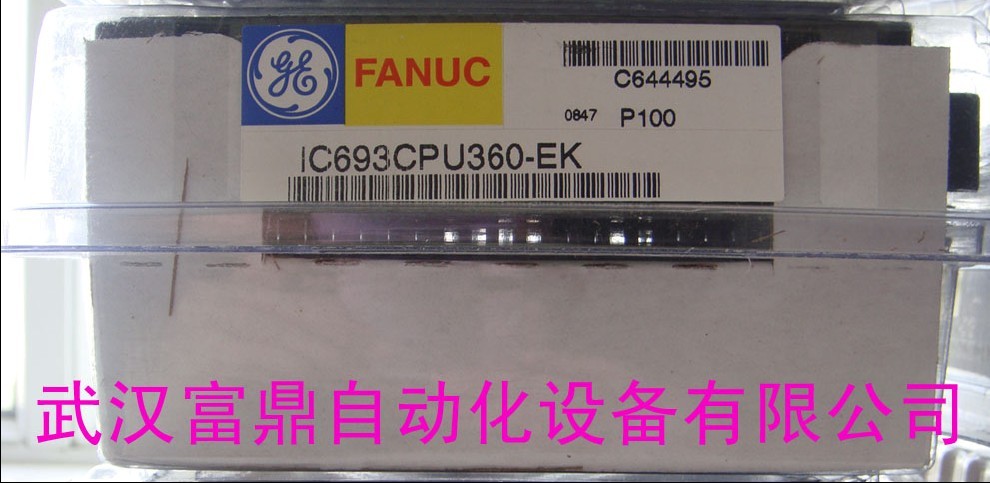 GE FANUC
C644495
0847 P100
IC693CPU360-EK
武汉富鼎自动化设备有限公司